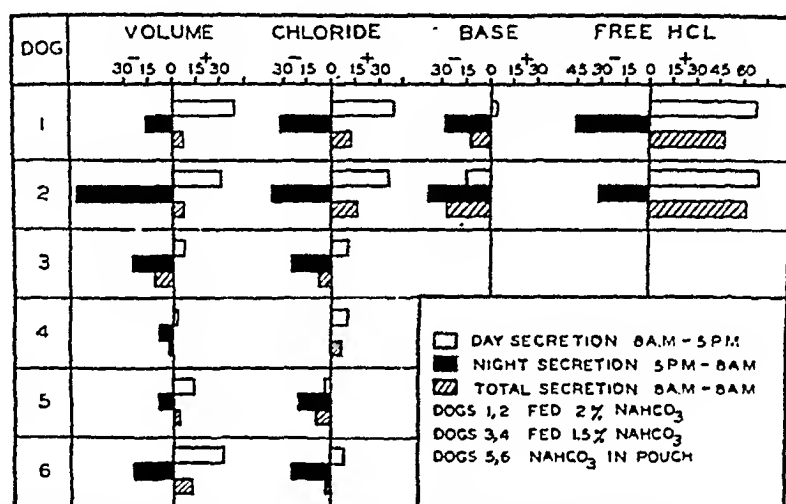 DOG VOLUME CHLORIDE BASE FREE HCL
30 - 15 0 15 + 30 30 - 15 0 15 + 30 30 - 15 0 15 + 30 45 30 - 15 0 15 + 30 45 60
1
2
3
4
5
6
DAY SECRETION 8A.M - 5PM
NIGHT SECRETION 5PM - 8AM
TOTAL SECRETION 8AM - 8AM
DOGS 1,2 FED 2% NAHCO3
DOGS 3,4 FED 1.5% NAHCO3
DOGS 5,6 NAHCO3 IN POUCH